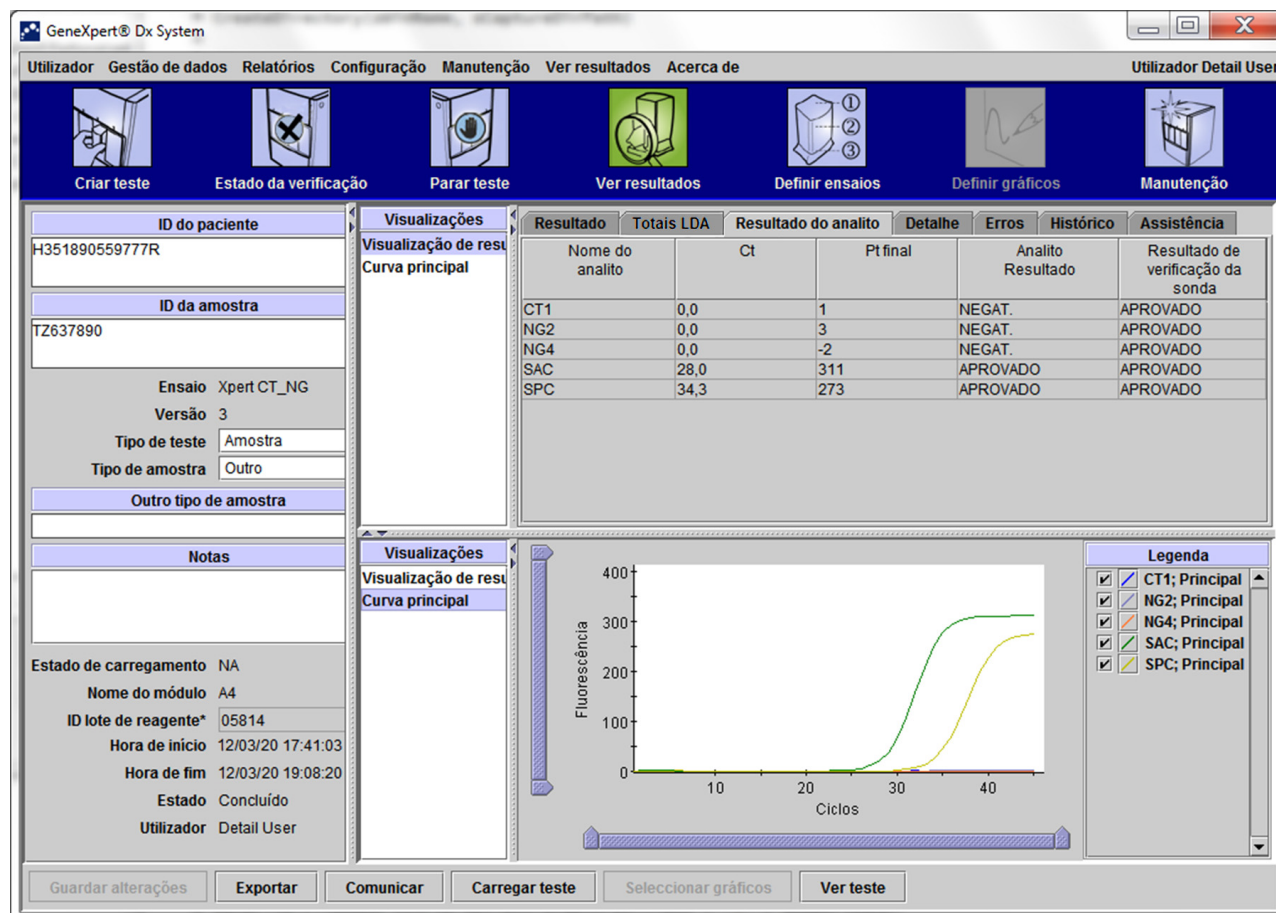 GeneXpert® Dx System
Utilizador Gestão de dados Relatórios Configuração Manutenção Ver resultados Acerca de Utilizador Detail User
Criar teste Estado da verificação Parar teste Ver resultados Definir ensaios Definir gráficos Manutenção
ID do paciente
H351890559777R
ID da amostra
TZ637890
Ensaio Xpert CT_NG
Versão 3
Tipo de teste Amostra
Tipo de amostra Outro
Outro tipo de amostra
Notas
Estado de carregamento NA
Nome do módulo A4
ID lote de reagente* 05814
Hora de início 12/03/20 17:41:03
Hora de fim 12/03/20 19:08:20
Estado Concluído
Utilizador Detail User
Visualizações
Visualização de resu
Curva principal
Resultado Totais LDA Resultado do analito Detalhe Erros Histórico Assistência
Nome do analito Ct Pt final Analito Resultado Resultado de verificação da sonda
CT1 0,0 1 NEGAT. APROVADO
NG2 0,0 3 NEGAT. APROVADO
NG4 0,0 -2 NEGAT. APROVADO
SAC 28,0 311 APROVADO APROVADO
SPC 34,3 273 APROVADO APROVADO
Visualizações
Visualização de resu
Curva principal
Fluorescência
400
300
200
100
0
10 20 30 40
Ciclos
Legenda
CT1; Principal
NG2; Principal
NG4; Principal
SAC; Principal
SPC; Principal
Guardar alterações Exportar Comunicar Carregar teste Seleccionar gráficos Ver teste